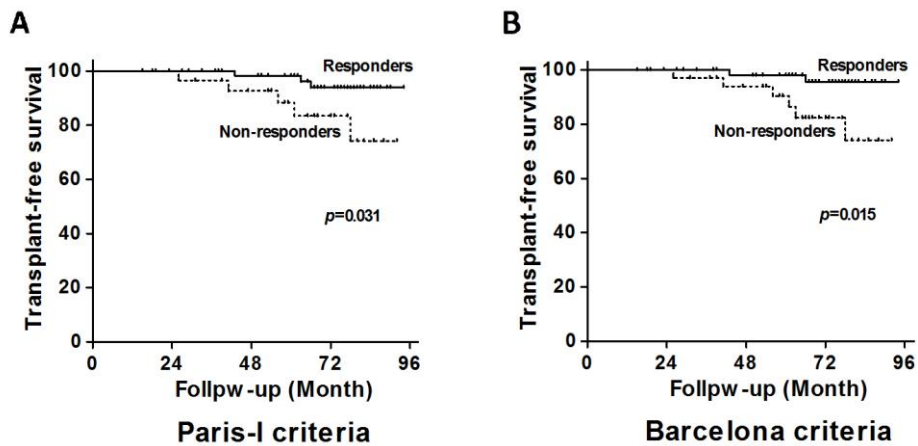 A
Transplant-free survival
100
80
60
40
20
0
Responders
Non-responders
p=0.031
0 24 48 72 96
Follpw-up (Month)
Paris-I criteria
B
Transplant-free survival
100
80
60
40
20
0
Responders
Non-responders
p=0.015
0 24 48 72 96
Follpw-up (Month)
Barcelona criteria